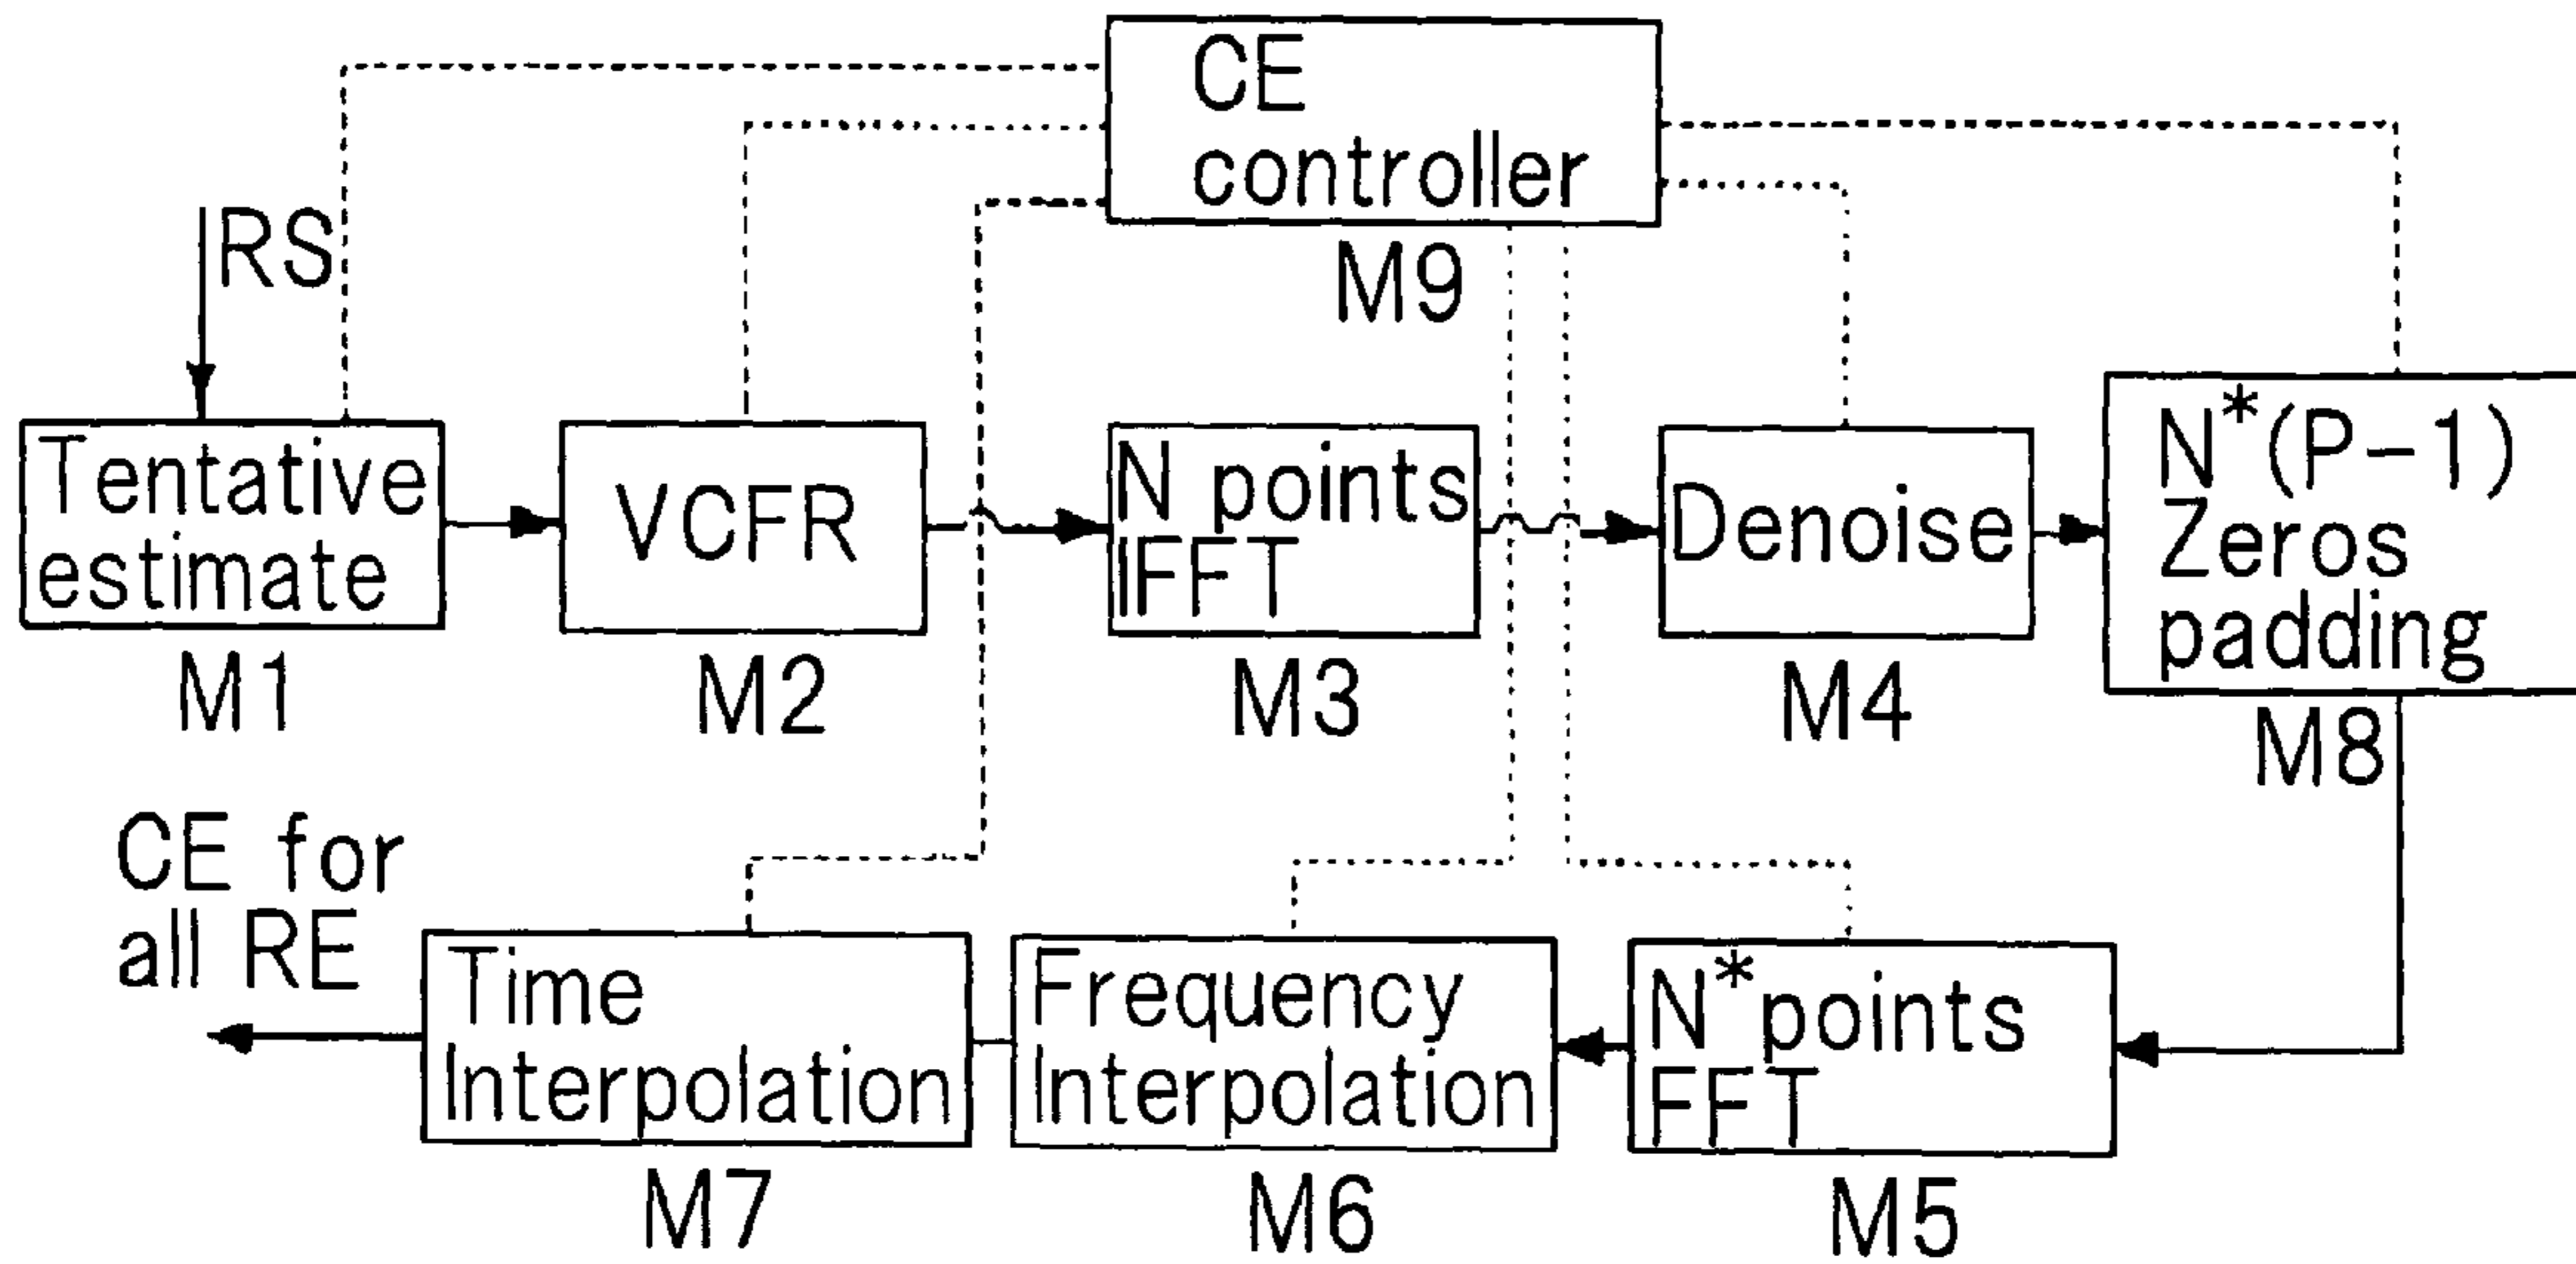 CE
controller
M9
RS
Tentative
estimate
M1
VCFR
M2
N points
IFFT
M3
Denoise
M4
N*(P-1)
Zeros
padding
M8
CE for
all RE
Time
Interpolation
M7
Frequency
Interpolation
M6
N*points
FFT
M5